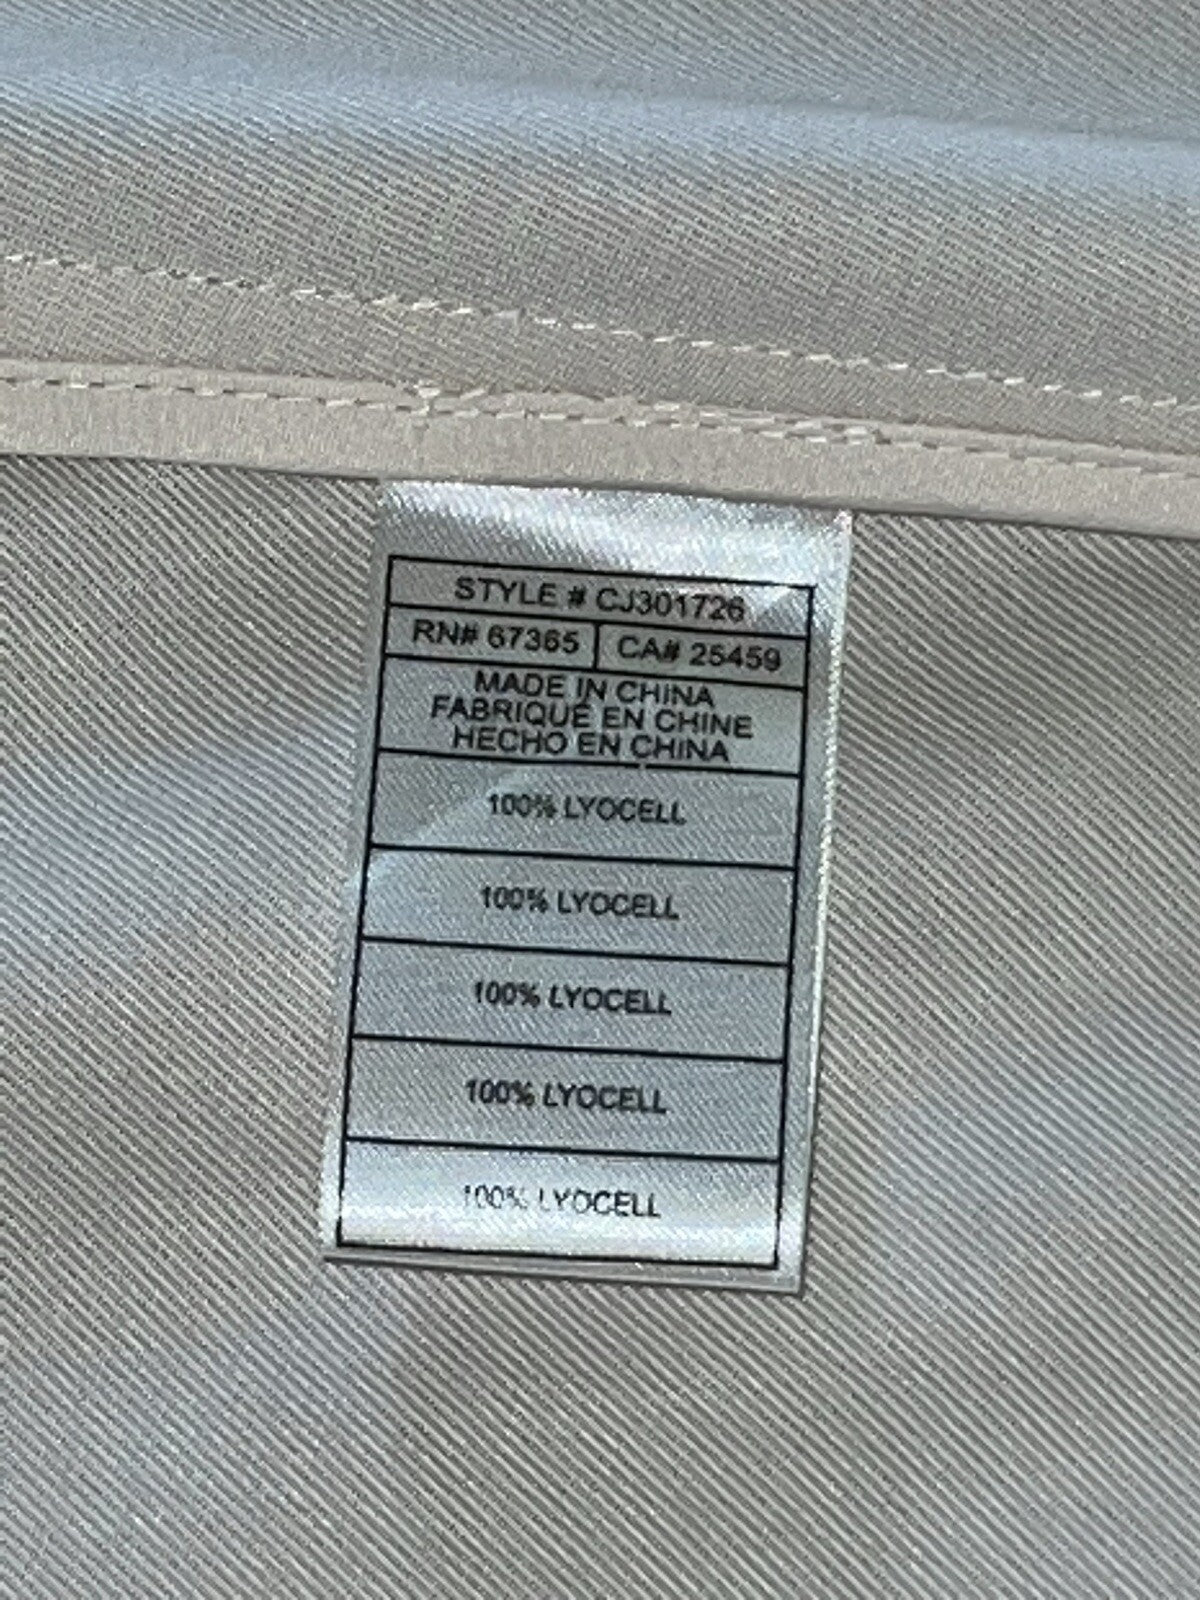 STYLE # CJ301726
RN# 67365 CA# 25459
MADE IN CHINA
FABRIQUÉ EN CHINE
HECHO EN CHINA
100% LYOCELL
100% LYOCELL
100% LYOCELL
100% LYOCELL
100% LYOCELL